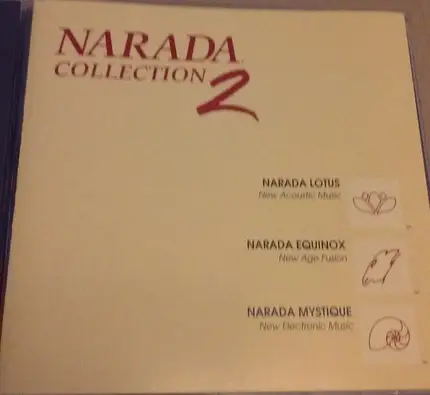 NARADA
COLLECTION 2
NARADA LOTUS
New Acoustic Music
NARADA EQUINOX
New Age Fusion
NARADA MYSTIQUE
New Electronic Music